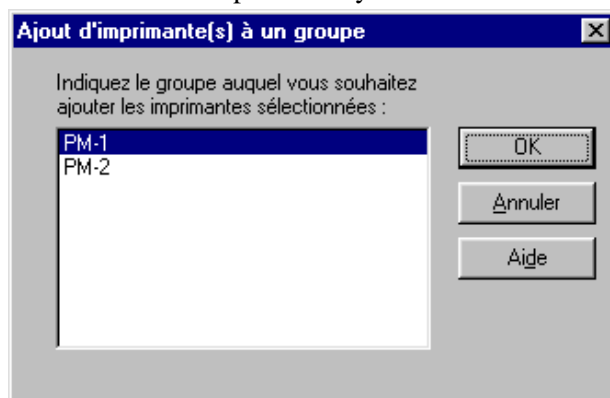 Ajout d'imprimante(s) à un groupe
Indiquez le groupe auquel vous souhaitez
ajouter les imprimantes sélectionnées :
PM-1
PM-2
OK
Annuler
Aide